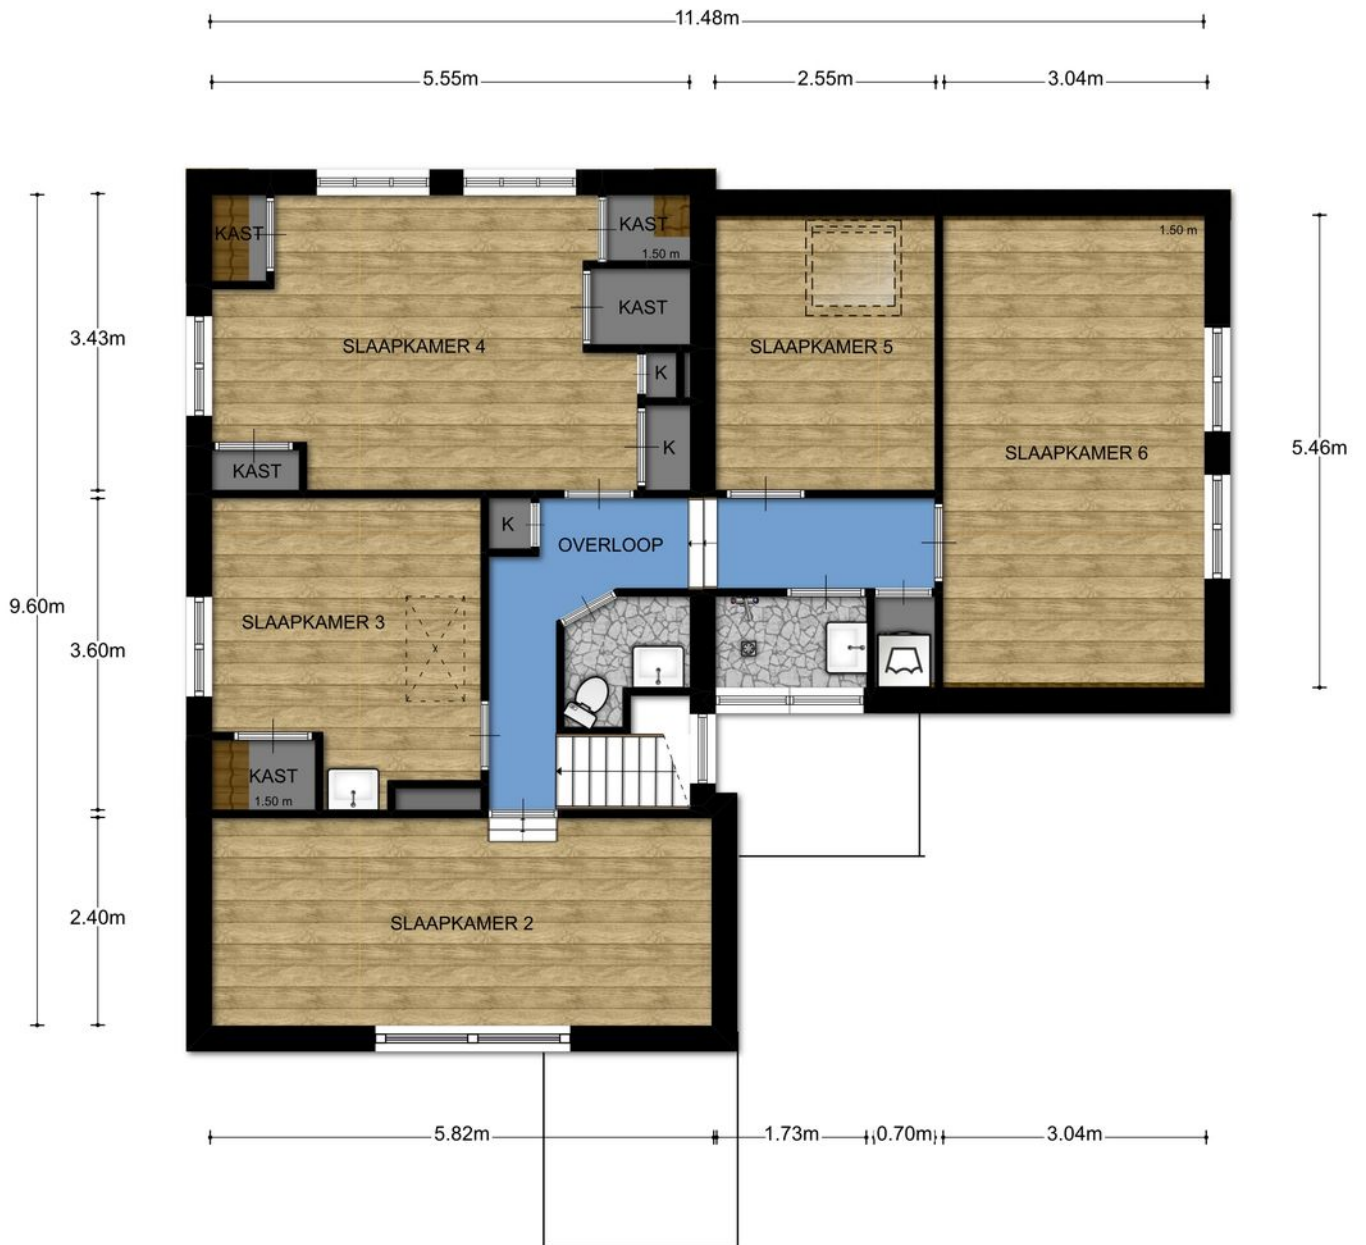 11.48m
5.55m
2.55m
3.04m
KAST
KAST
1.50 m
1.50 m
KAST
3.43m
SLAAPKAMER 4
SLAAPKAMER 5
K
K
SLAAPKAMER 6
5.46m
KAST
K
OVERLOOP
9.60m
SLAAPKAMER 3
3.60m
KAST
1.50 m
2.40m
SLAAPKAMER 2
5.82m
1.73m
0.70m
3.04m